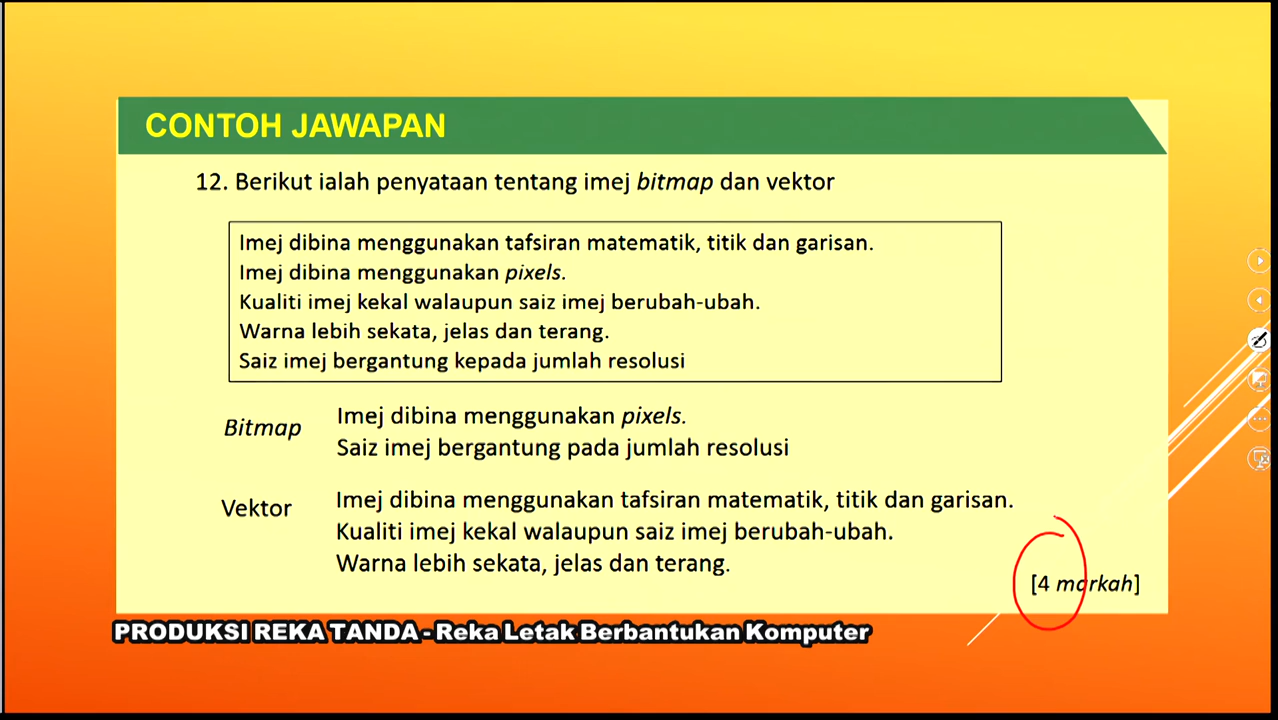 CONTOH JAWAPAN
12. Berikut ialah penyataan tentang imej bitmap dan vektor
Imej dibina menggunakan tafsiran matematik, titik dan garisan.
Imej dibina menggunakan pixels.
Kualiti imej kekal walaupun saiz imej berubah-ubah.
Warna lebih sekata, jelas dan terang.
Saiz imej bergantung kepada jumlah resolusi
Bitmap
Imej dibina menggunakan pixels.
Saiz imej bergantung pada jumlah resolusi
Vektor
Imej dibina menggunakan tafsiran matematik, titik dan garisan.
Kualiti imej kekal walaupun saiz imej berubah-ubah.
Warna lebih sekata, jelas dan terang.
[4 markah]
PRODUKSI REKA TANDA - Reka Letak Berbantukan Komputer